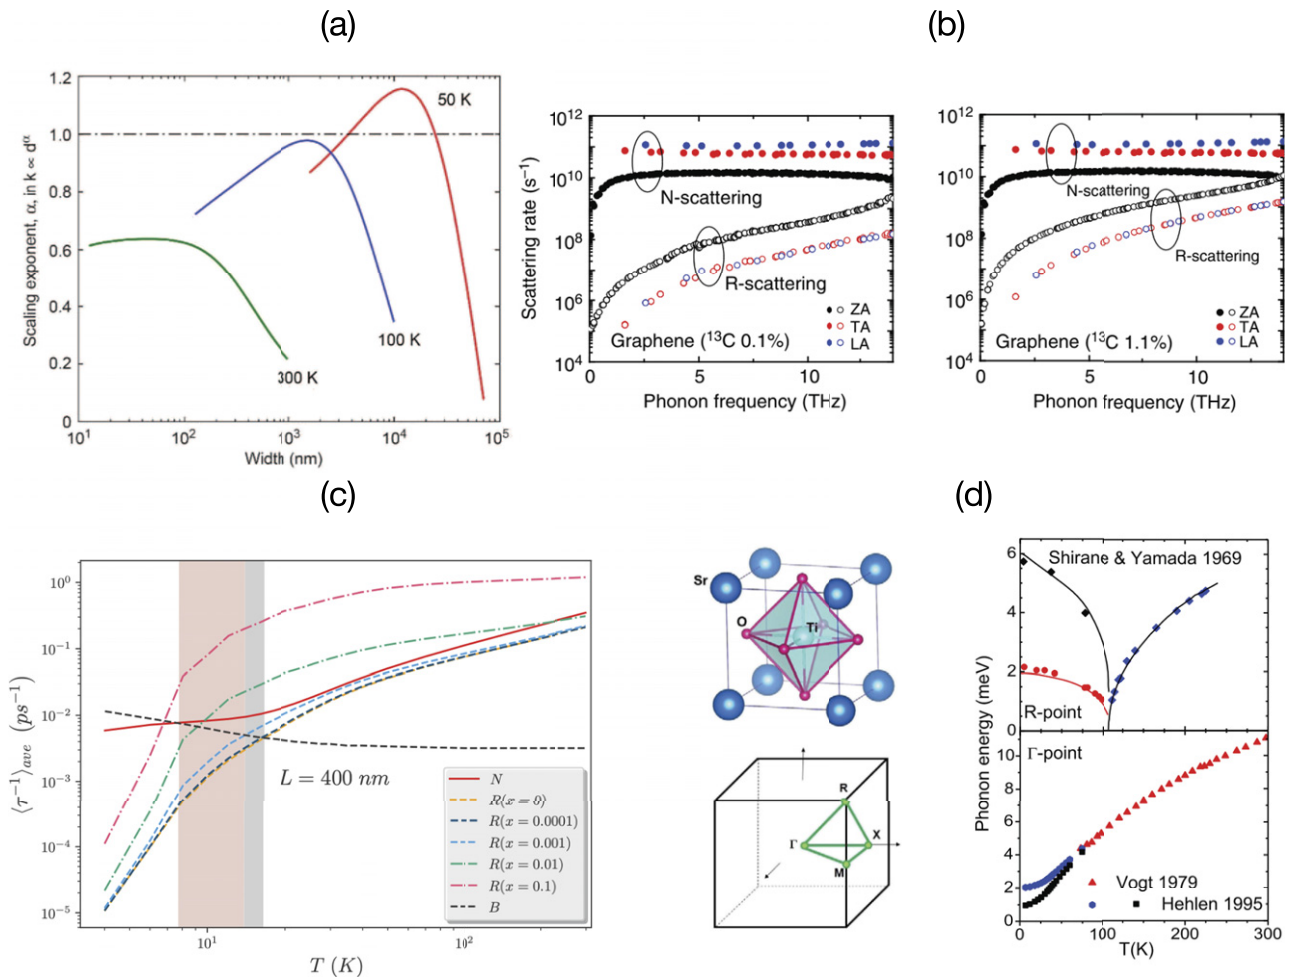 (a)
(b)
1.2
1.0
0.8
0.6
0.4
0.2
0
Scaling exponent, α, in k ∝ d^α
50 K
100 K
300 K
10^1
10^2
10^3
10^4
10^5
Width (nm)
10^12
10^10
10^8
10^6
10^4
Scattering rate (s^−1)
N-scattering
R-scattering
ZA
TA
LA
Graphene (^13C 0.1%)
0
5
10
Phonon frequency (THz)
10^12
10^10
10^8
10^6
10^4
N-scattering
R-scattering
ZA
TA
LA
Graphene (^13C 1.1%)
0
5
10
Phonon frequency (THz)
(c)
(d)
10^0
10^−1
10^−2
10^−3
10^−4
10^−5
⟨τ^−1⟩_ave (ps^−1)
L = 400 nm
N
R(x = 0)
R(x = 0.0001)
R(x = 0.001)
R(x = 0.01)
R(x = 0.1)
B
10^1
10^2
T (K)
Sr
O
Ti
R
Γ
X
M
6
4
2
0
Shirane & Yamada 1969
R-point
Phonon energy (meV)
10
8
6
4
2
0
Γ-point
Vogt 1979
Hehlen 1995
0
100
200
300
T(K)